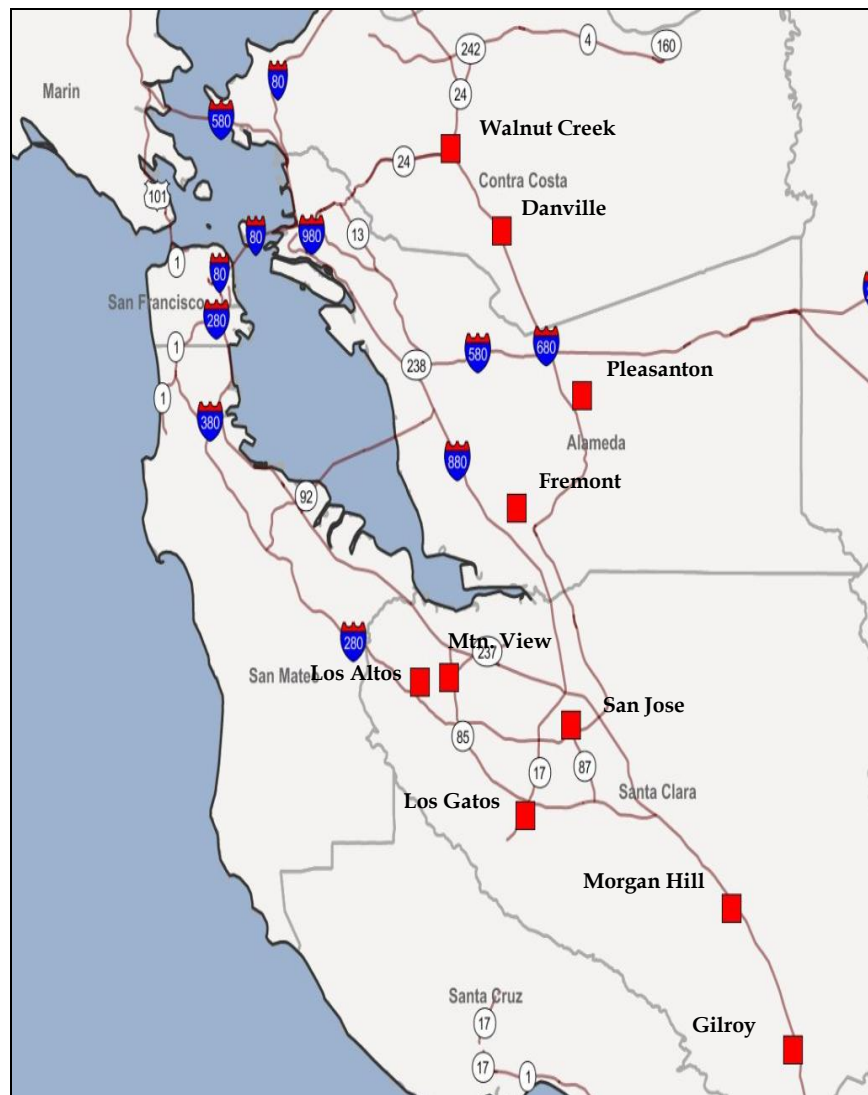 242
4
160
80
Marin
24
580
Walnut Creek
24
Contra Costa
101
Danville
80
980
13
1
80
San Francisco
280
1
580
680
238
Pleasanton
1
380
Alameda
880
Fremont
92
280
Mtn. View
237
San Mateo
Los Altos
San Jose
85
17
87
Santa Clara
Los Gatos
Morgan Hill
Santa Cruz
17
Gilroy
17
1